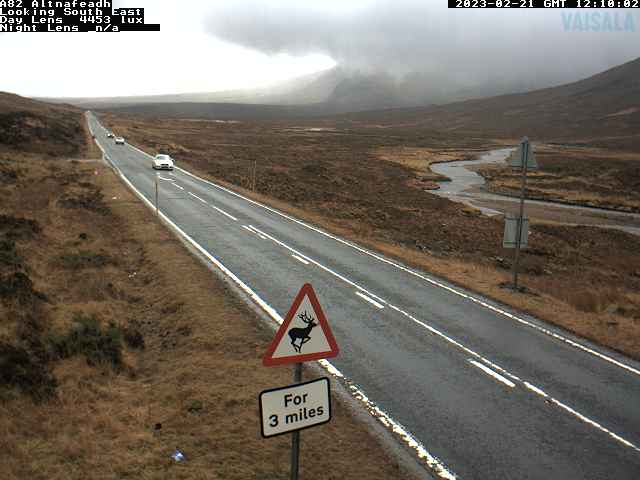 A82 Altnafeadh
Looking South East
Day Lens 4453 lux
Night Lens n/a
2023-02-21 GMT 12:10:02
VAISALA
For
3 miles